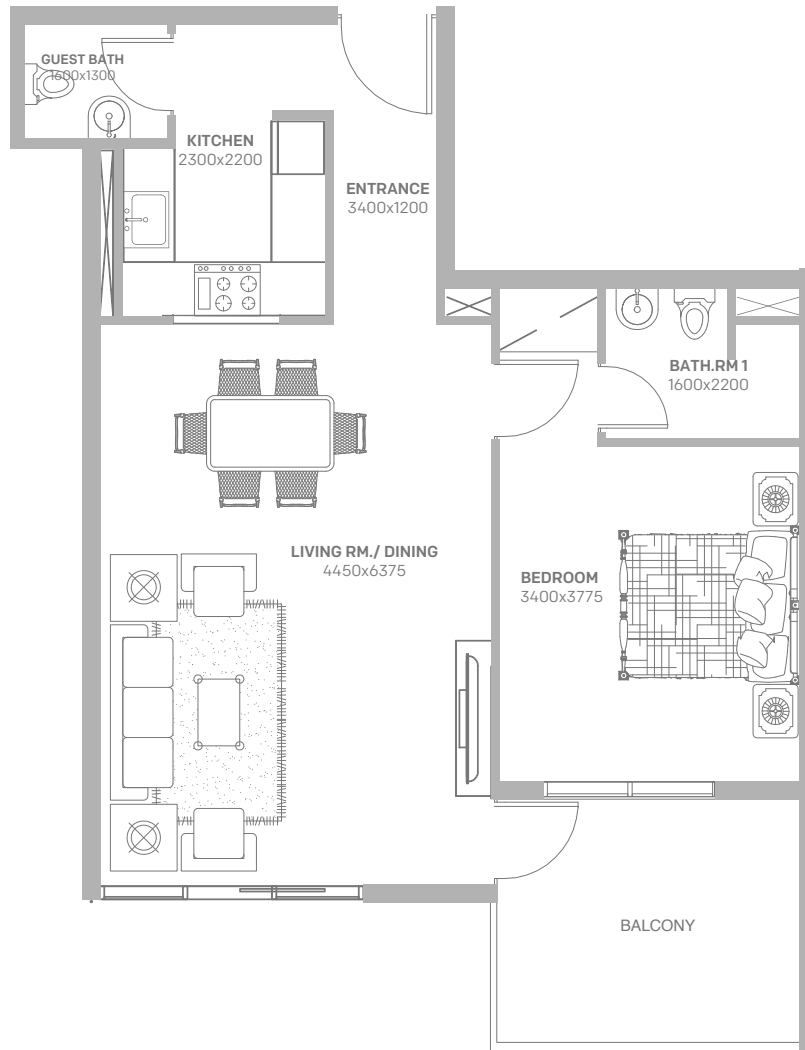 GUEST BATH
1600x1300
KITCHEN
2300x2200
ENTRANCE
3400x1200
BATH.RM 1
1600x2200
LIVING RM./ DINING
4450x6375
BEDROOM
3400x3775
BALCONY